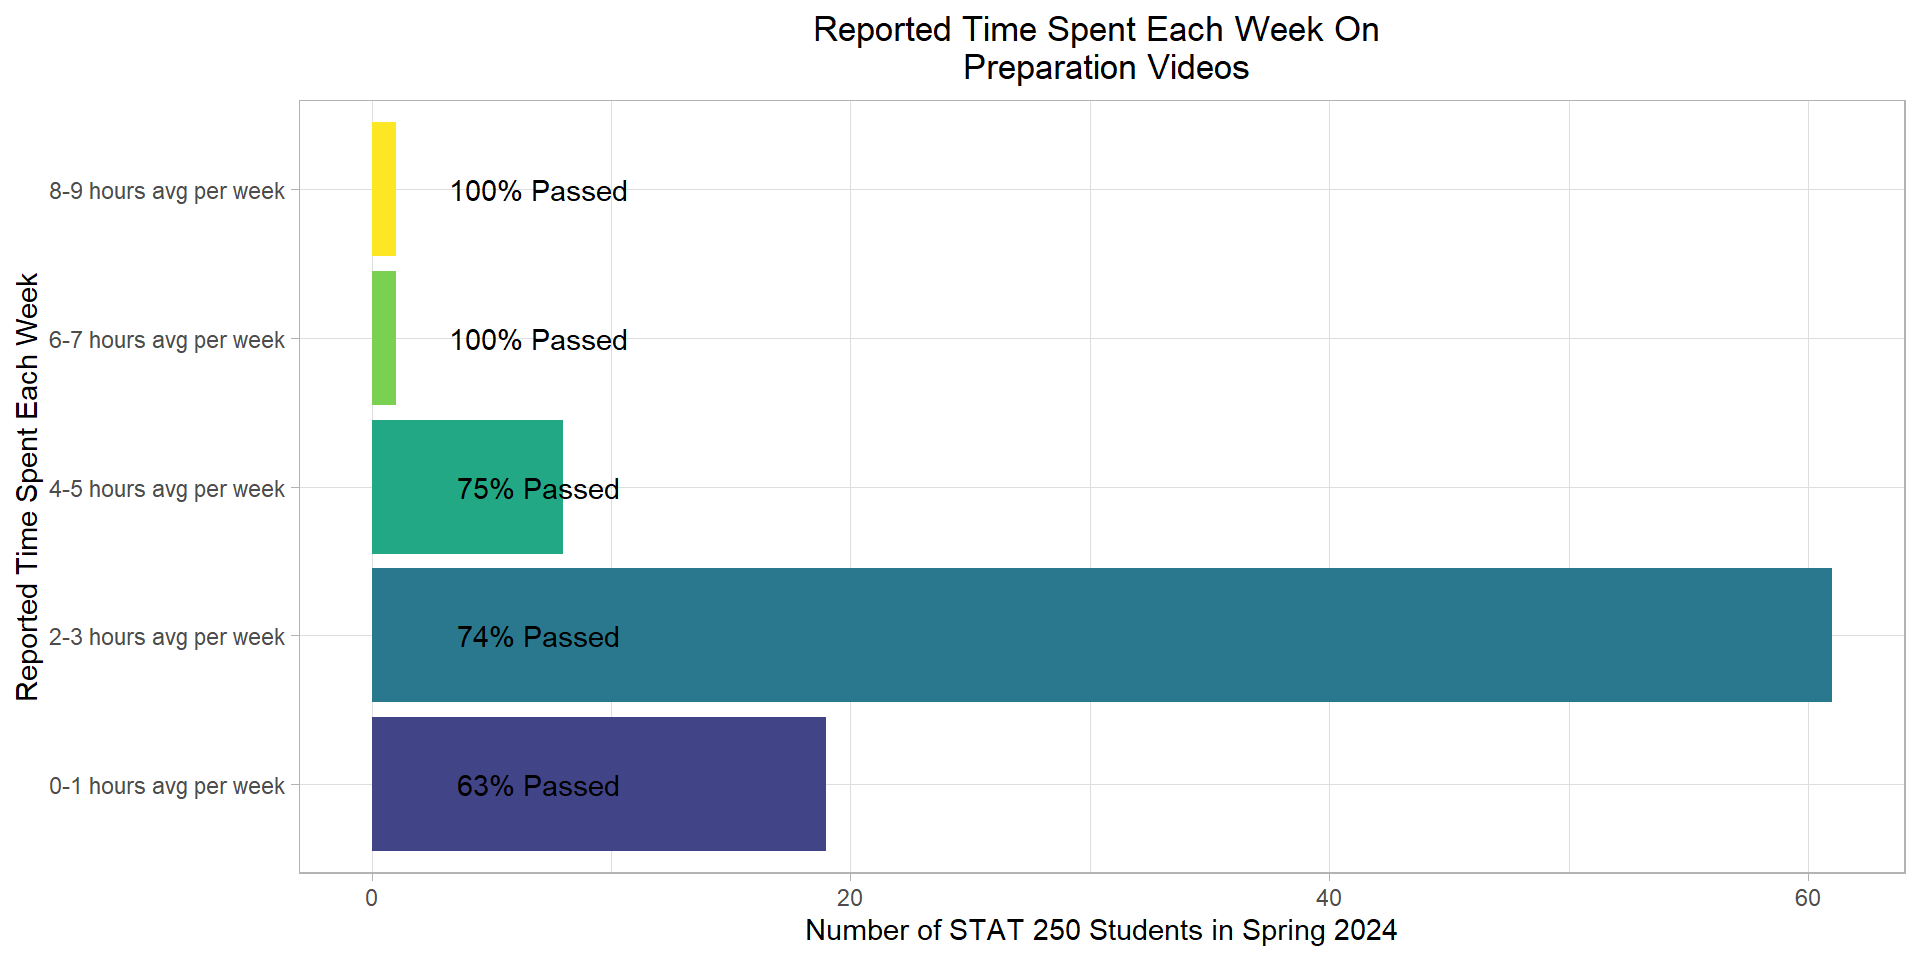 Reported Time Spent Each Week On
Preparation Videos
Reported Time Spent Each Week
8-9 hours avg per week
100% Passed
6-7 hours avg per week
100% Passed
4-5 hours avg per week
75% Passed
2-3 hours avg per week
74% Passed
0-1 hours avg per week
63% Passed
0 20 40 60
Number of STAT 250 Students in Spring 2024